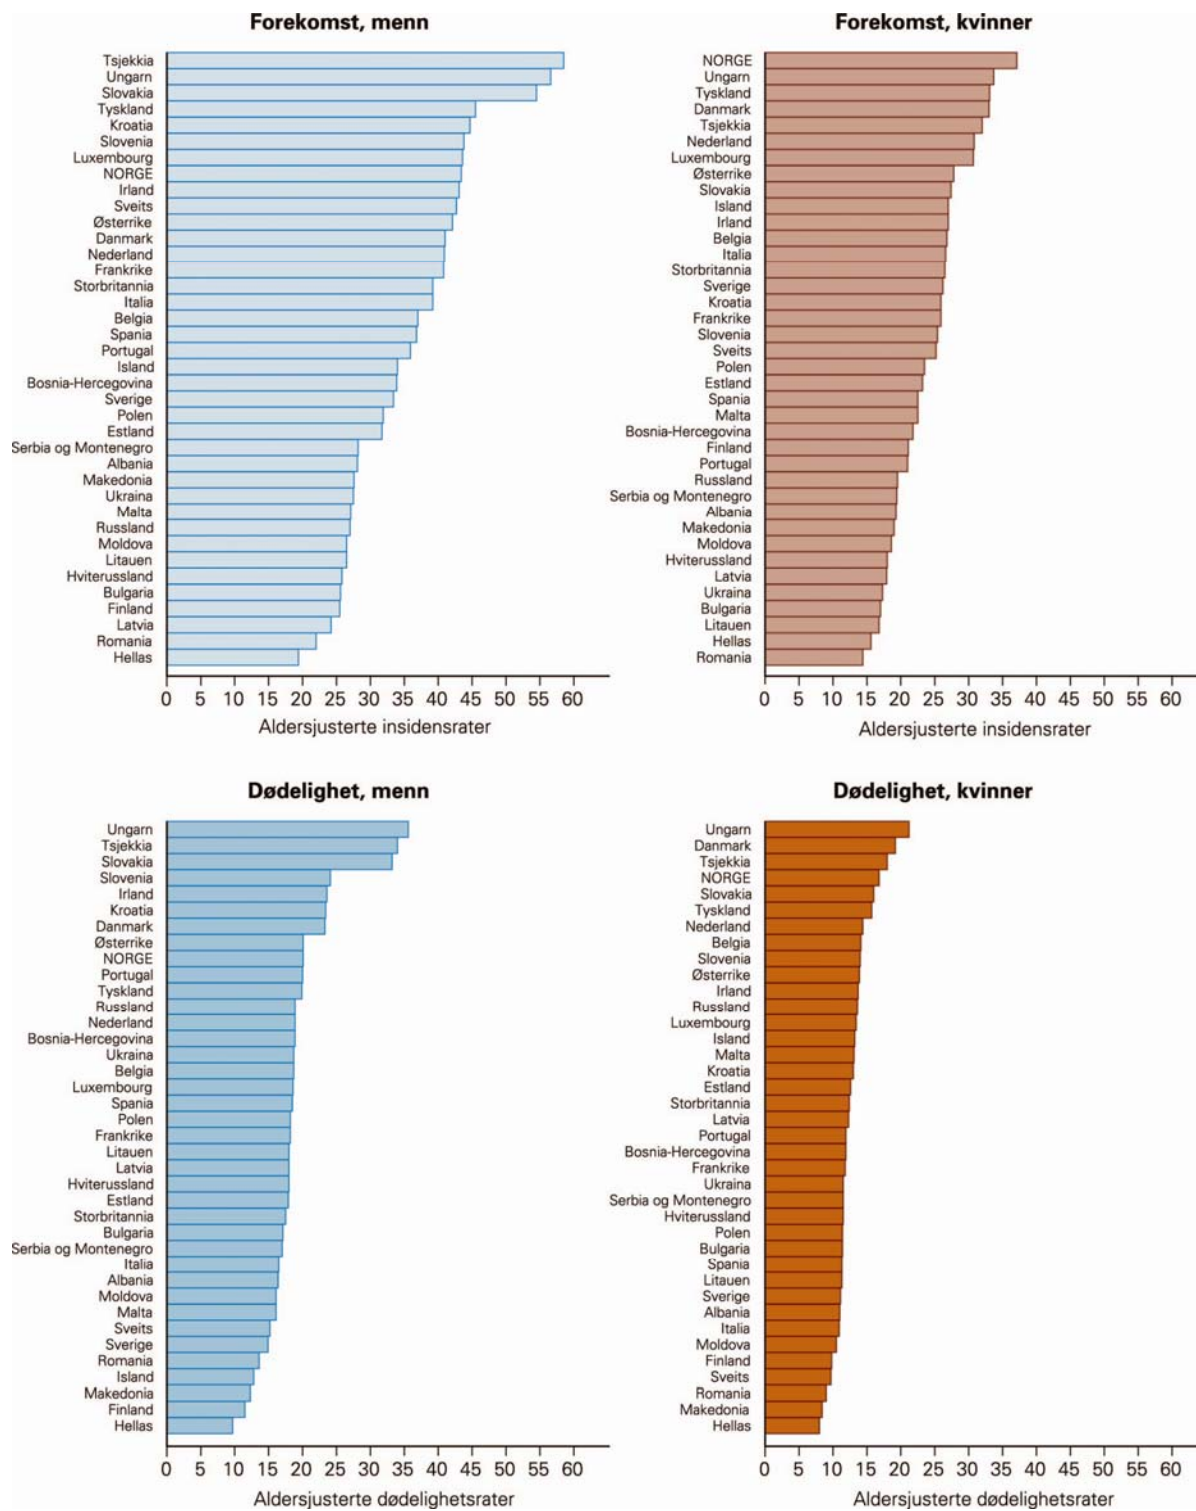 Forekomst, menn
Tsjekkia
Ungarn
Slovakia
Tyskland
Kroatia
Slovenia
Luxembourg
NORGE
Irland
Sveits
Østerrike
Danmark
Nederland
Frankrike
Storbritannia
Italia
Belgia
Spania
Portugal
Island
Bosnia-Hercegovina
Sverige
Polen
Estland
Serbia og Montenegro
Albania
Makedonia
Ukraina
Malta
Russland
Moldova
Litauen
Hviterussland
Bulgaria
Finland
Latvia
Romania
Hellas
0 5 10 15 20 25 30 35 40 45 50 55 60
Aldersjusterte insidensrater
Forekomst, kvinner
NORGE
Ungarn
Tyskland
Danmark
Tsjekkia
Nederland
Luxembourg
Østerrike
Slovakia
Island
Irland
Belgia
Italia
Storbritannia
Sverige
Kroatia
Frankrike
Slovenia
Sveits
Polen
Estland
Spania
Malta
Bosnia-Hercegovina
Finland
Portugal
Russland
Serbia og Montenegro
Albania
Makedonia
Moldova
Hviterussland
Latvia
Ukraina
Bulgaria
Litauen
Hellas
Romania
0 5 10 15 20 25 30 35 40 45 50 55 60
Aldersjusterte insidensrater
Dødelighet, menn
Ungarn
Tsjekkia
Slovakia
Slovenia
Irland
Kroatia
Danmark
Østerrike
NORGE
Portugal
Tyskland
Russland
Nederland
Bosnia-Hercegovina
Ukraina
Belgia
Luxembourg
Spania
Polen
Frankrike
Litauen
Latvia
Hviterussland
Estland
Storbritannia
Bulgaria
Serbia og Montenegro
Italia
Albania
Moldova
Malta
Sveits
Sverige
Romania
Island
Makedonia
Finland
Hellas
0 5 10 15 20 25 30 35 40 45 50 55 60
Aldersjusterte dødelighetsrater
Dødelighet, kvinner
Ungarn
Danmark
Tsjekkia
NORGE
Slovakia
Tyskland
Nederland
Belgia
Slovenia
Østerrike
Irland
Russland
Luxembourg
Island
Malta
Kroatia
Estland
Storbritannia
Latvia
Portugal
Bosnia-Hercegovina
Frankrike
Ukraina
Serbia og Montenegro
Hviterussland
Polen
Bulgaria
Spania
Litauen
Sverige
Albania
Italia
Moldova
Finland
Sveits
Romania
Makedonia
Hellas
0 5 10 15 20 25 30 35 40 45 50 55 60
Aldersjusterte dødelighetsrater